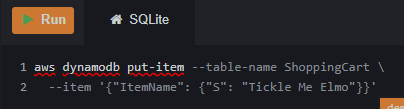 Run
SQLite
1 aws dynamodb put-item --table-name ShoppingCart \
2 --item '{"ItemName": {"S": "Tickle Me Elmo"}}'